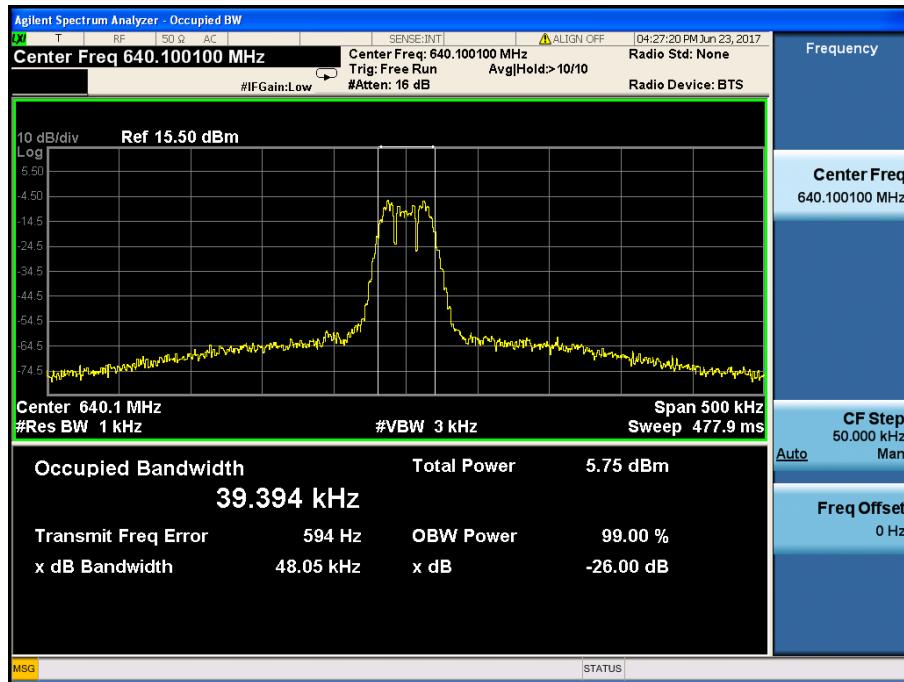 Agilent Spectrum Analyzer - Occupied BW
LXI T RF 50 Ω AC SENSE:INT ALIGN OFF 04:27:20 PM Jun 23, 2017
Center Freq 640.100100 MHz
Center Freq: 640.100100 MHz Radio Std: None
Trig: Free Run Avg|Hold:>10/10
#IFGain:Low #Atten: 16 dB Radio Device: BTS
Frequency
10 dB/div Ref 15.50 dBm
Log
5.50
-4.50
-14.5
-24.5
-34.5
-44.5
-54.5
-64.5
-74.5
Center 640.1 MHz Span 500 kHz
#Res BW 1 kHz #VBW 3 kHz Sweep 477.9 ms
Occupied Bandwidth Total Power 5.75 dBm
39.394 kHz
Transmit Freq Error 594 Hz OBW Power 99.00 %
x dB Bandwidth 48.05 kHz x dB -26.00 dB
Center Freq
640.100100 MHz
CF Step
50.000 kHz
Auto Man
Freq Offset
0 Hz
MSG STATUS